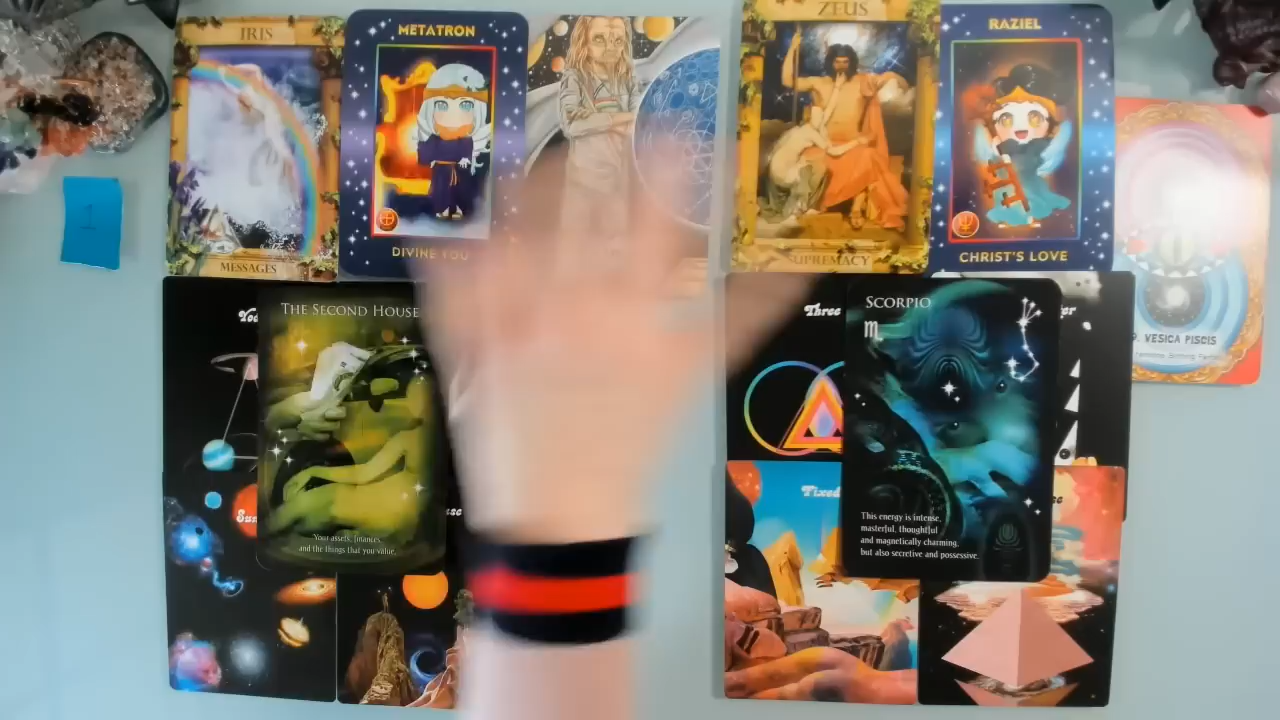 IRIS
MESSAGES
METATRON
DIVINE YOU
ZEUS
SUPREMACY
RAZIEL
CHRIST'S LOVE
VESICA PISCIS
1
THE SECOND HOUSE
Your assets, finances,
and the things that you value.
Three
SCORPIO
♏
This energy is intense,
masterful, thoughtful
and magnetically charming,
but also secretive and possessive.
Fixed